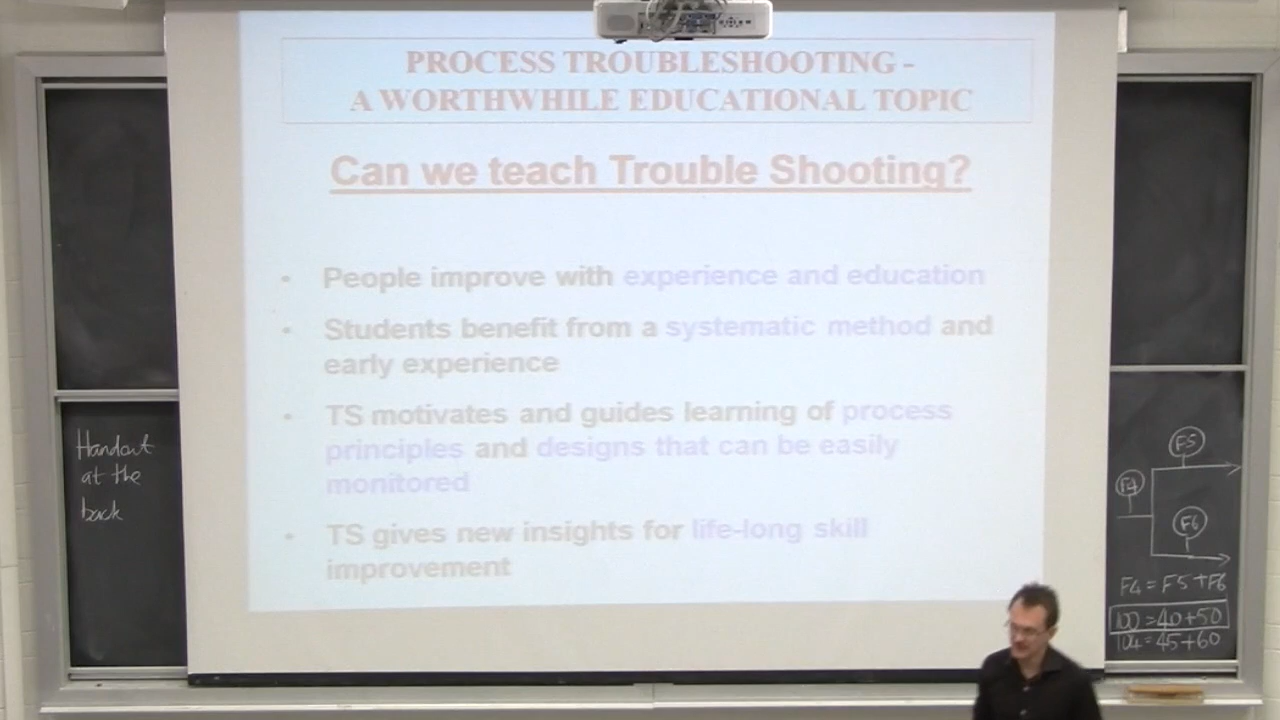 PROCESS TROUBLESHOOTING -
A WORTHWHILE EDUCATIONAL TOPIC
Can we teach Trouble Shooting?
• People improve with experience and education
• Students benefit from a systematic method and
early experience
• TS motivates and guides learning of process
principles and designs that can be easily
monitored
• TS gives new insights for life-long skill
improvement
Handout
at the
back
F5
F4
F6
F4 = F5 + F6
100 = 40 + 50
104 = 45 + 60